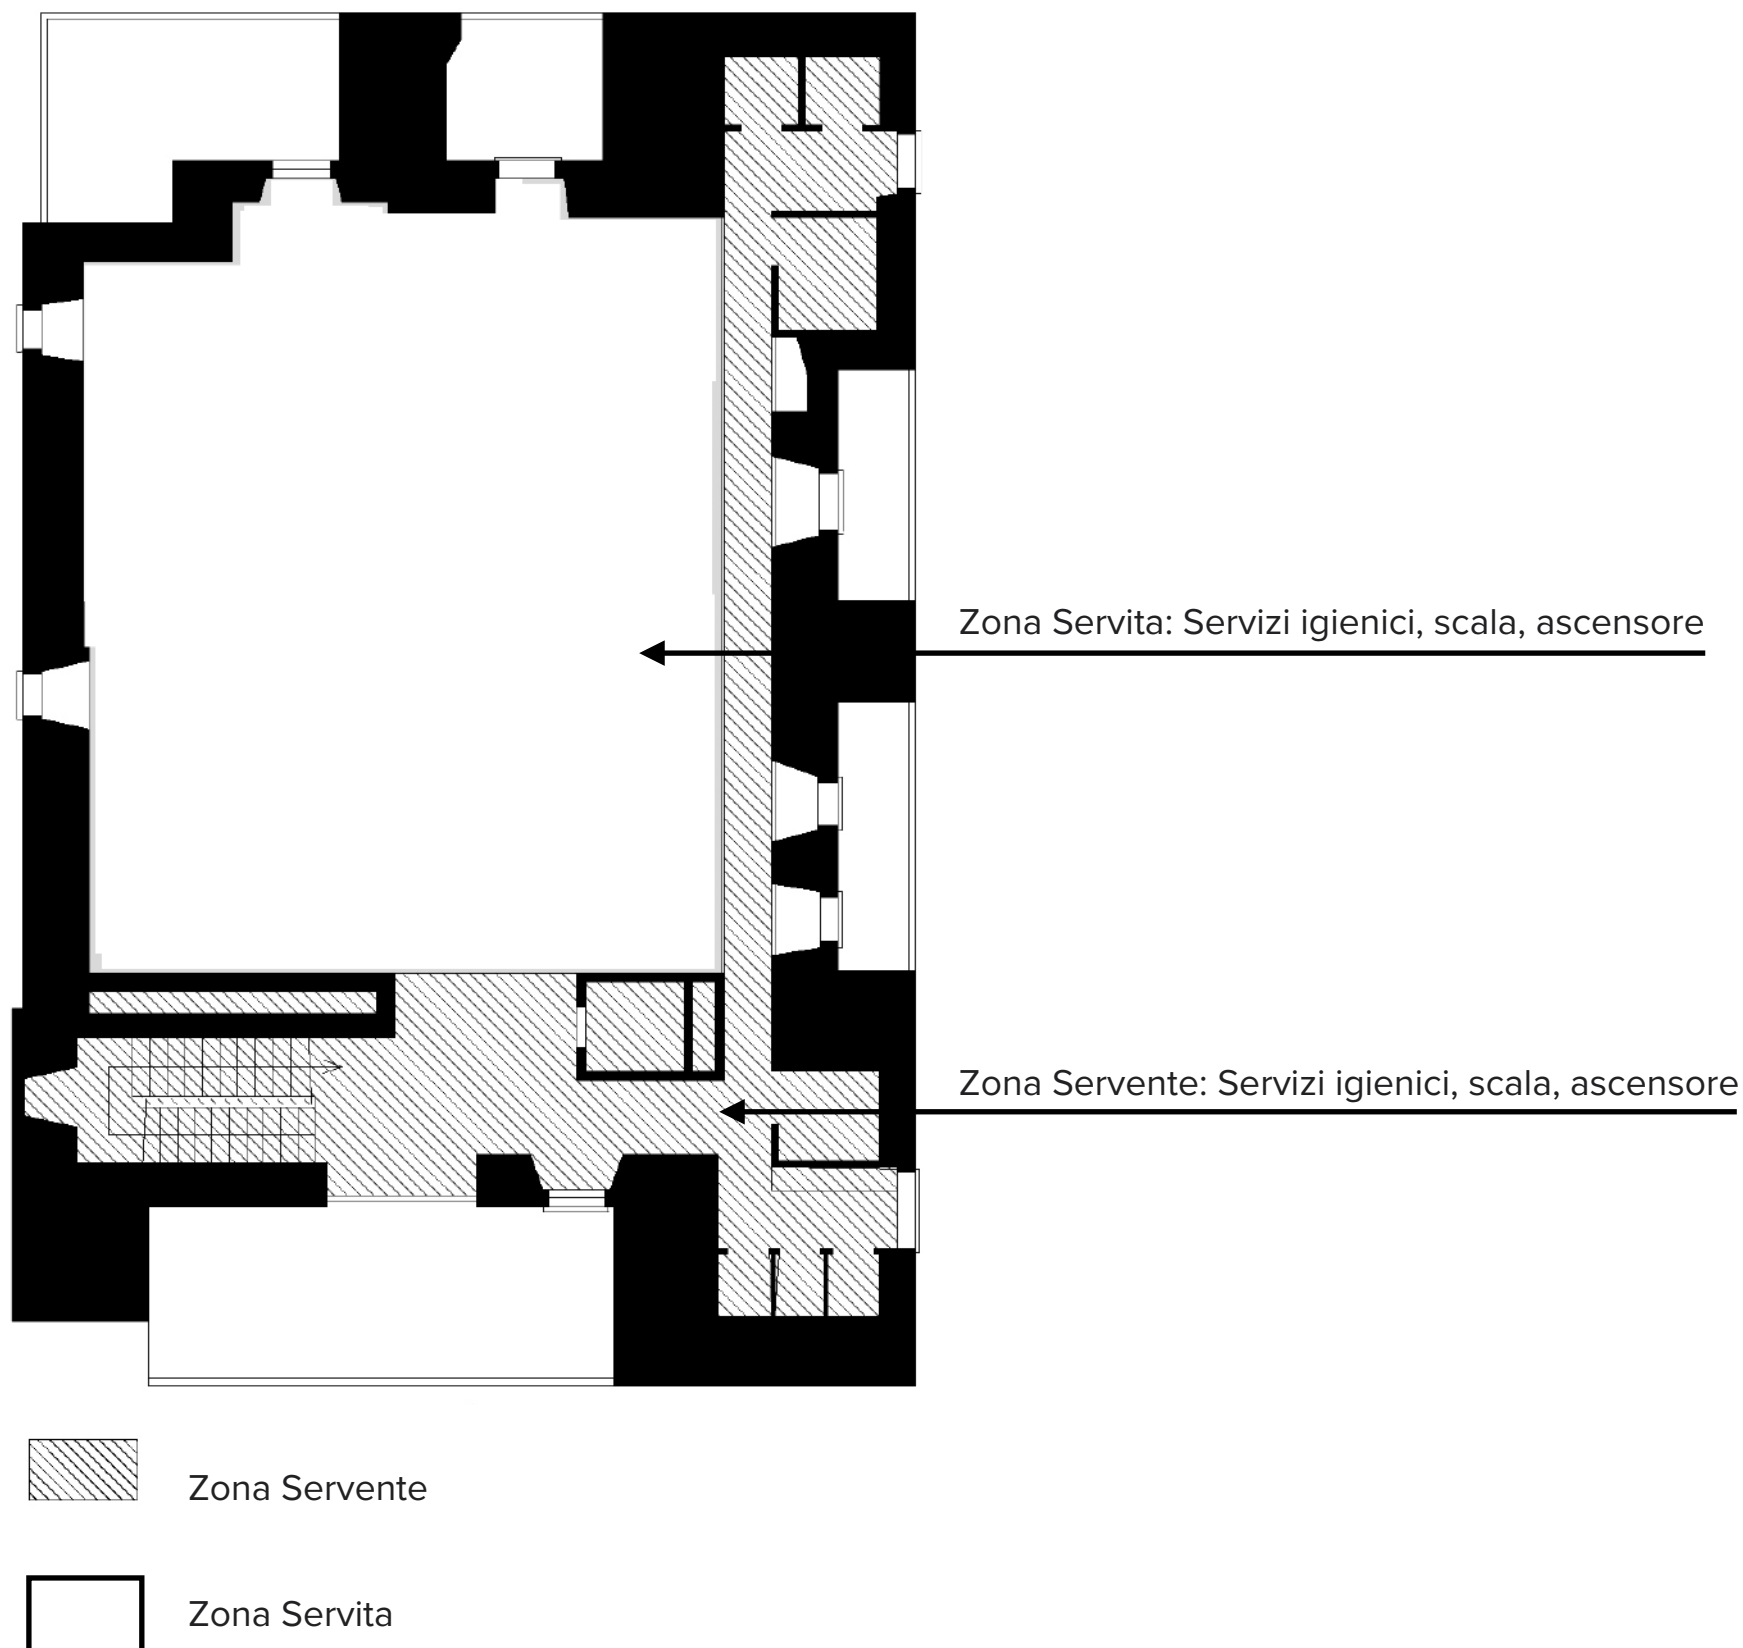 Zona Servita: Servizi igienici, scala, ascensore
Zona Servente: Servizi igienici, scala, ascensore
Zona Servente
Zona Servita